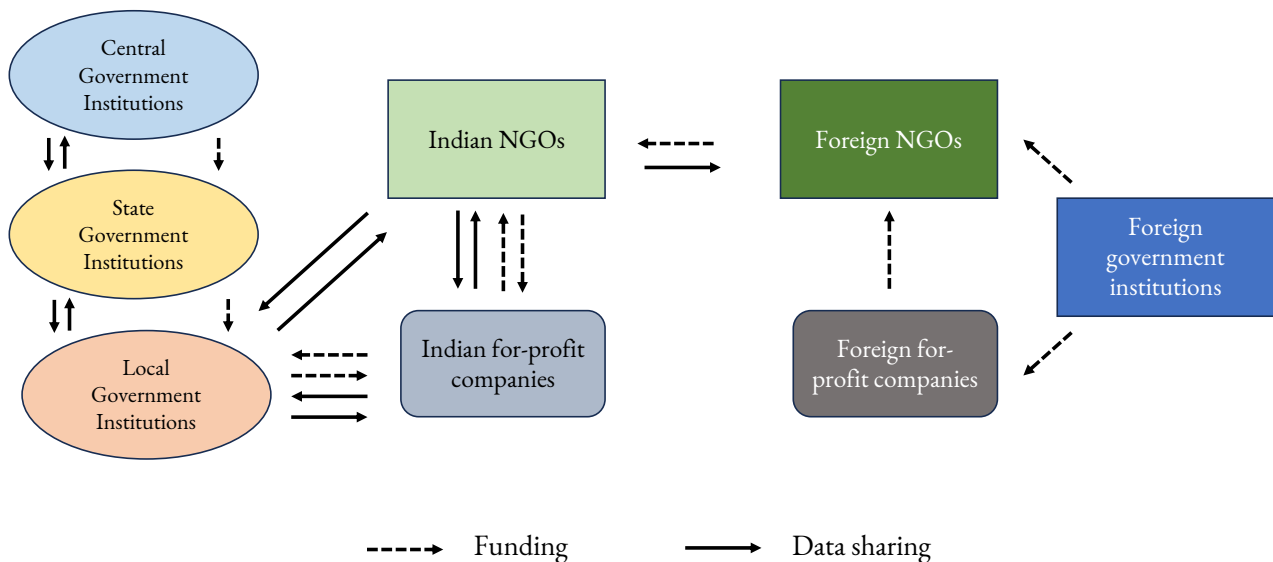 Central
Government
Institutions
Indian NGOs
Foreign NGOs
State
Government
Institutions
Foreign
government
institutions
Local
Government
Institutions
Indian for-profit
companies
Foreign for-
profit companies
Funding
Data sharing